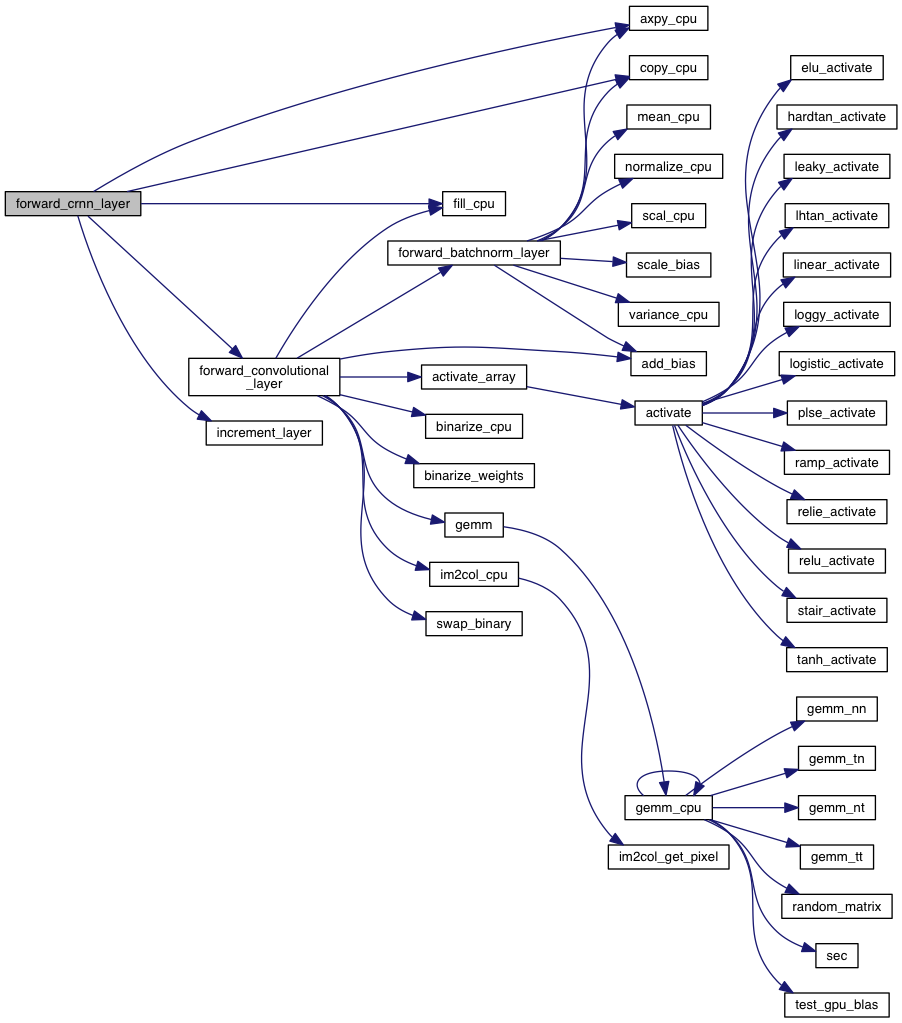 axpy_cpu
copy_cpu
elu_activate
mean_cpu
hardtan_activate
normalize_cpu
leaky_activate
forward_crnn_layer
fill_cpu
scal_cpu
lhtan_activate
forward_batchnorm_layer
scale_bias
linear_activate
variance_cpu
loggy_activate
forward_convolutional
_layer
add_bias
logistic_activate
activate_array
activate
plse_activate
increment_layer
binarize_cpu
ramp_activate
binarize_weights
relie_activate
gemm
relu_activate
im2col_cpu
stair_activate
swap_binary
tanh_activate
gemm_nn
gemm_tn
gemm_cpu
gemm_nt
im2col_get_pixel
gemm_tt
random_matrix
sec
test_gpu_blas